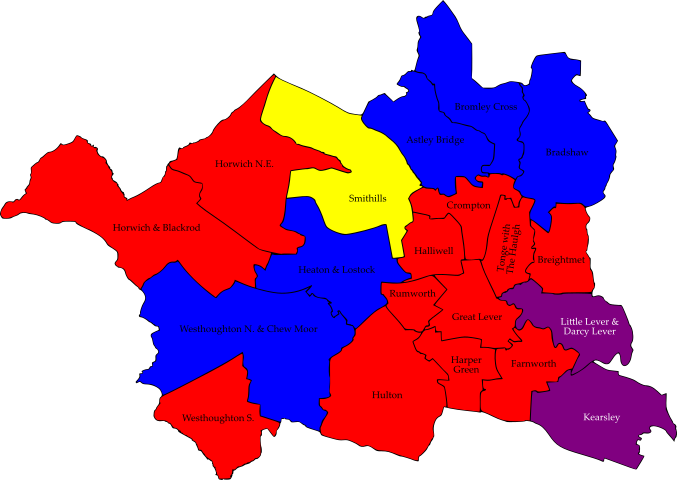 Bromley Cross
Astley Bridge
Bradshaw
Horwich N.E.
Smithills
Crompton
Horwich & Blackrod
Halliwell
Tonge with
The Haulgh
Breightmet
Heaton & Lostock
Rumworth
Great Lever
Little Lever &
Darcy Lever
Westhoughton N. & Chew Moor
Harper
Green
Farnworth
Hulton
Westhoughton S.
Kearsley